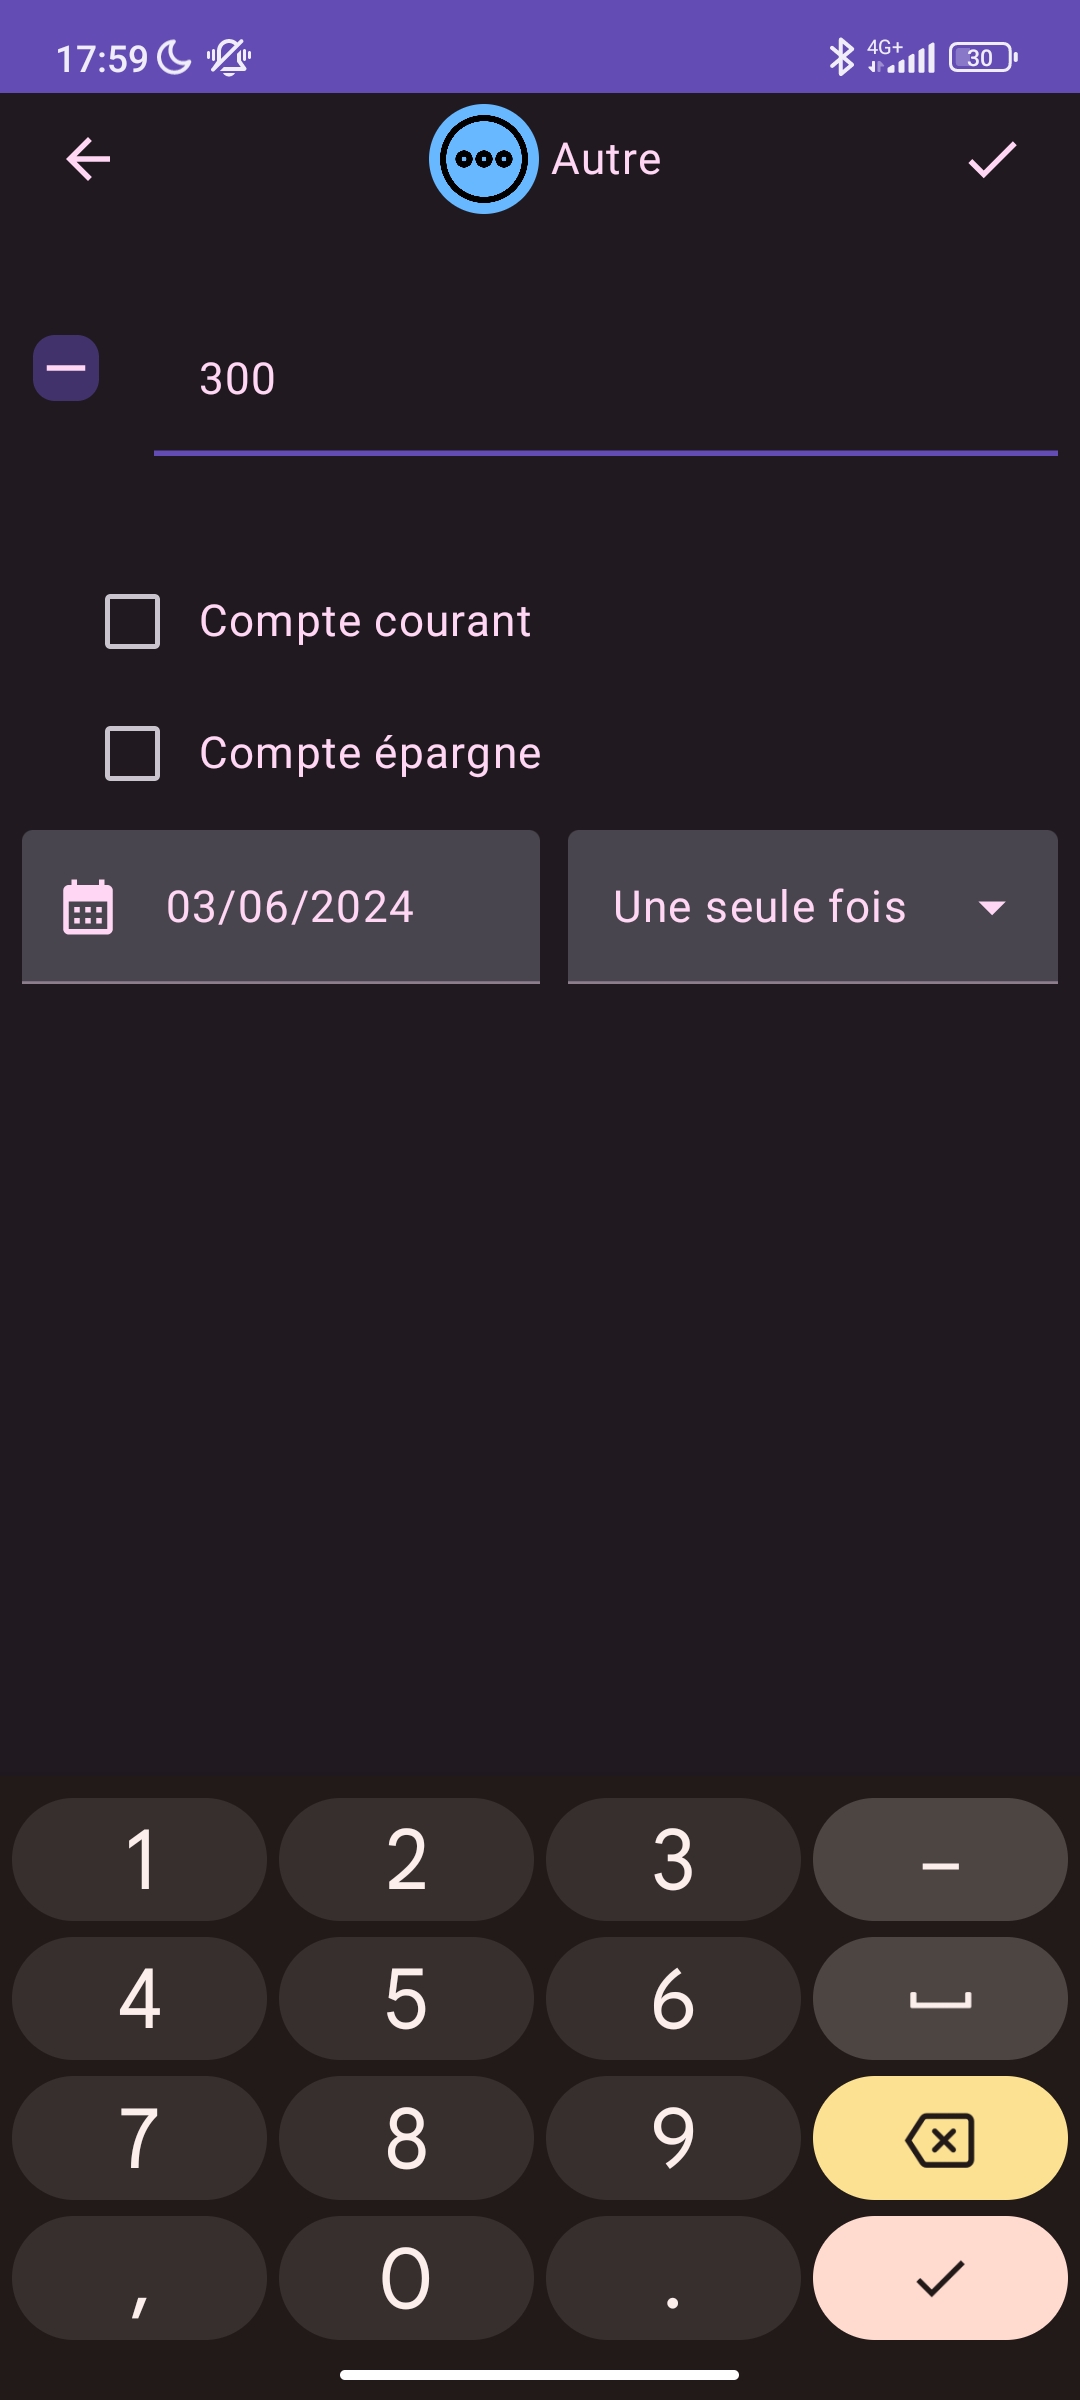 17:59 4G+ 30
Autre
300
Compte courant
Compte épargne
03/06/2024 Une seule fois
1 2 3 –
4 5 6
7 8 9
, 0 .